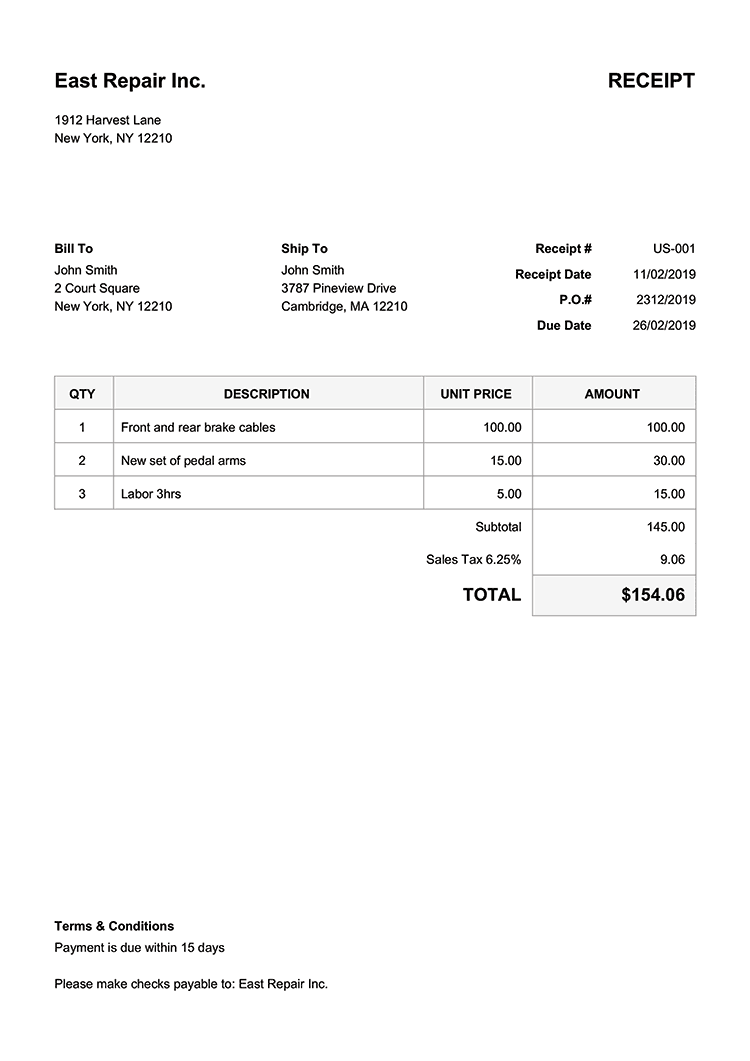 East Repair Inc. RECEIPT
1912 Harvest Lane
New York, NY 12210
Bill To Ship To Receipt # US-001
John Smith John Smith Receipt Date 11/02/2019
2 Court Square 3787 Pineview Drive P.O.# 2312/2019
New York, NY 12210 Cambridge, MA 12210 Due Date 26/02/2019
QTY DESCRIPTION UNIT PRICE AMOUNT
1 Front and rear brake cables 100.00 100.00
2 New set of pedal arms 15.00 30.00
3 Labor 3hrs 5.00 15.00
Subtotal 145.00
Sales Tax 6.25% 9.06
TOTAL $154.06
Terms & Conditions
Payment is due within 15 days
Please make checks payable to: East Repair Inc.